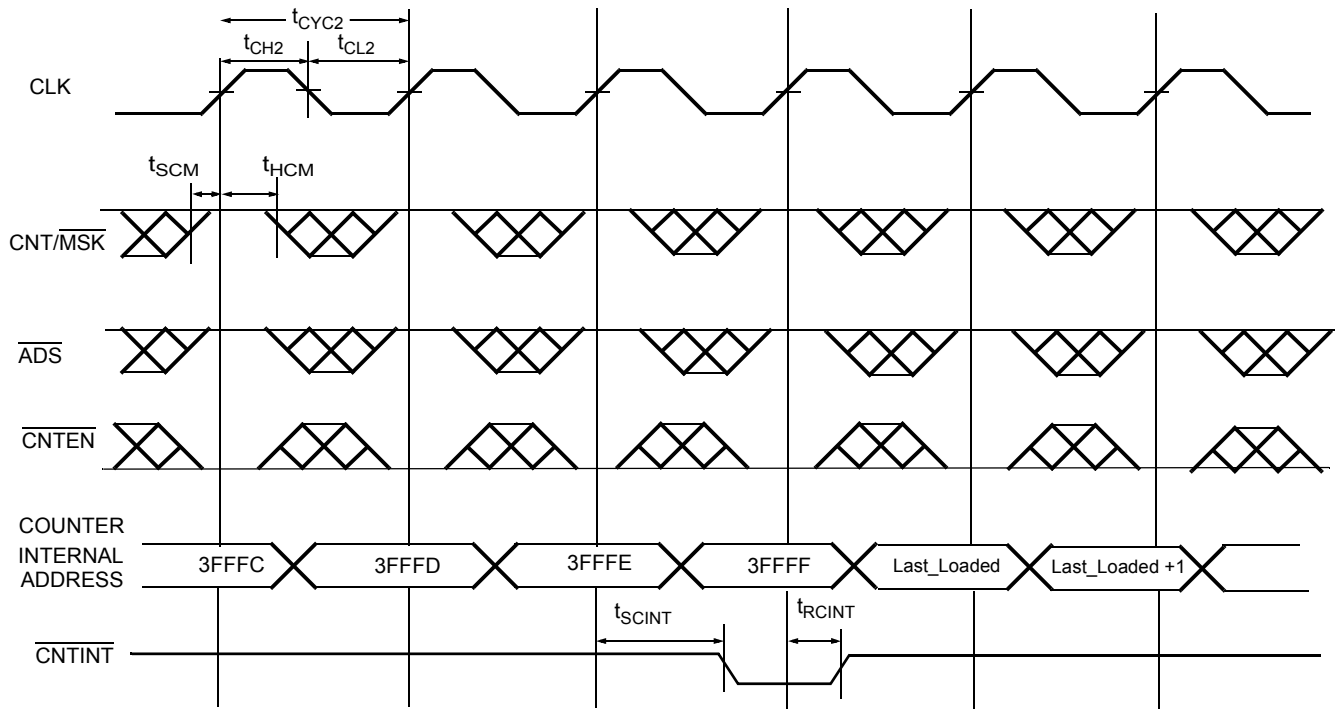 tCYC2
tCH2
tCL2
CLK
tSCM
tHCM
CNT/MSK
ADS
CNTEN
COUNTER
INTERNAL
ADDRESS
3FFFC
3FFFD
3FFFE
3FFFF
Last_Loaded
Last_Loaded +1
tSCINT
tRCINT
CNTINT